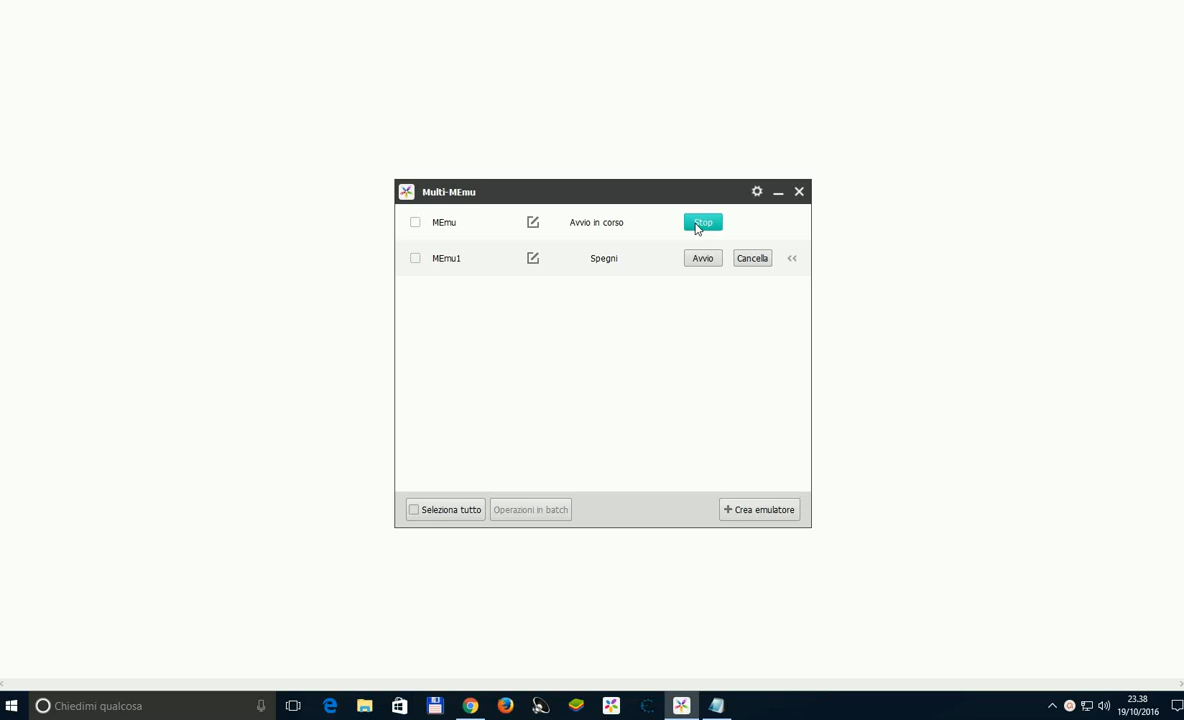 Multi-MEmu
MEmu Avvio in corso Stop
MEmu1 Spegni Avvio Cancella
Seleziona tutto Operazioni in batch + Crea emulatore
Chiedimi qualcosa
23.38
19/10/2016